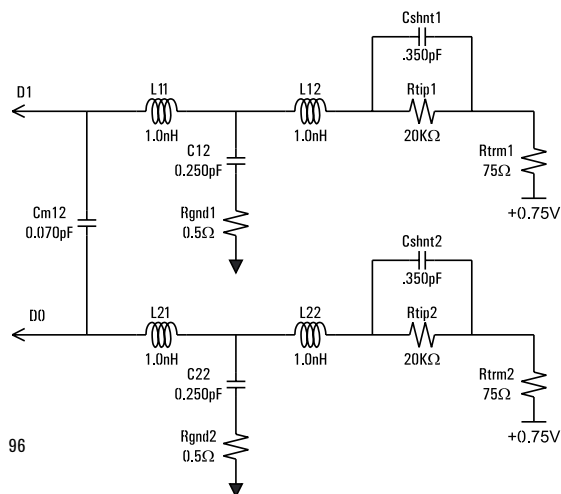 Cshnt1
.350pF
D1
L11
L12
1.0nH
1.0nH
Rtip1
20KΩ
C12
0.250pF
Rtrm1
75Ω
Rgnd1
0.5Ω
+0.75V
Cm12
0.070pF
Cshnt2
.350pF
D0
L21
L22
1.0nH
1.0nH
Rtip2
20KΩ
C22
0.250pF
Rtrm2
75Ω
Rgnd2
0.5Ω
+0.75V
96